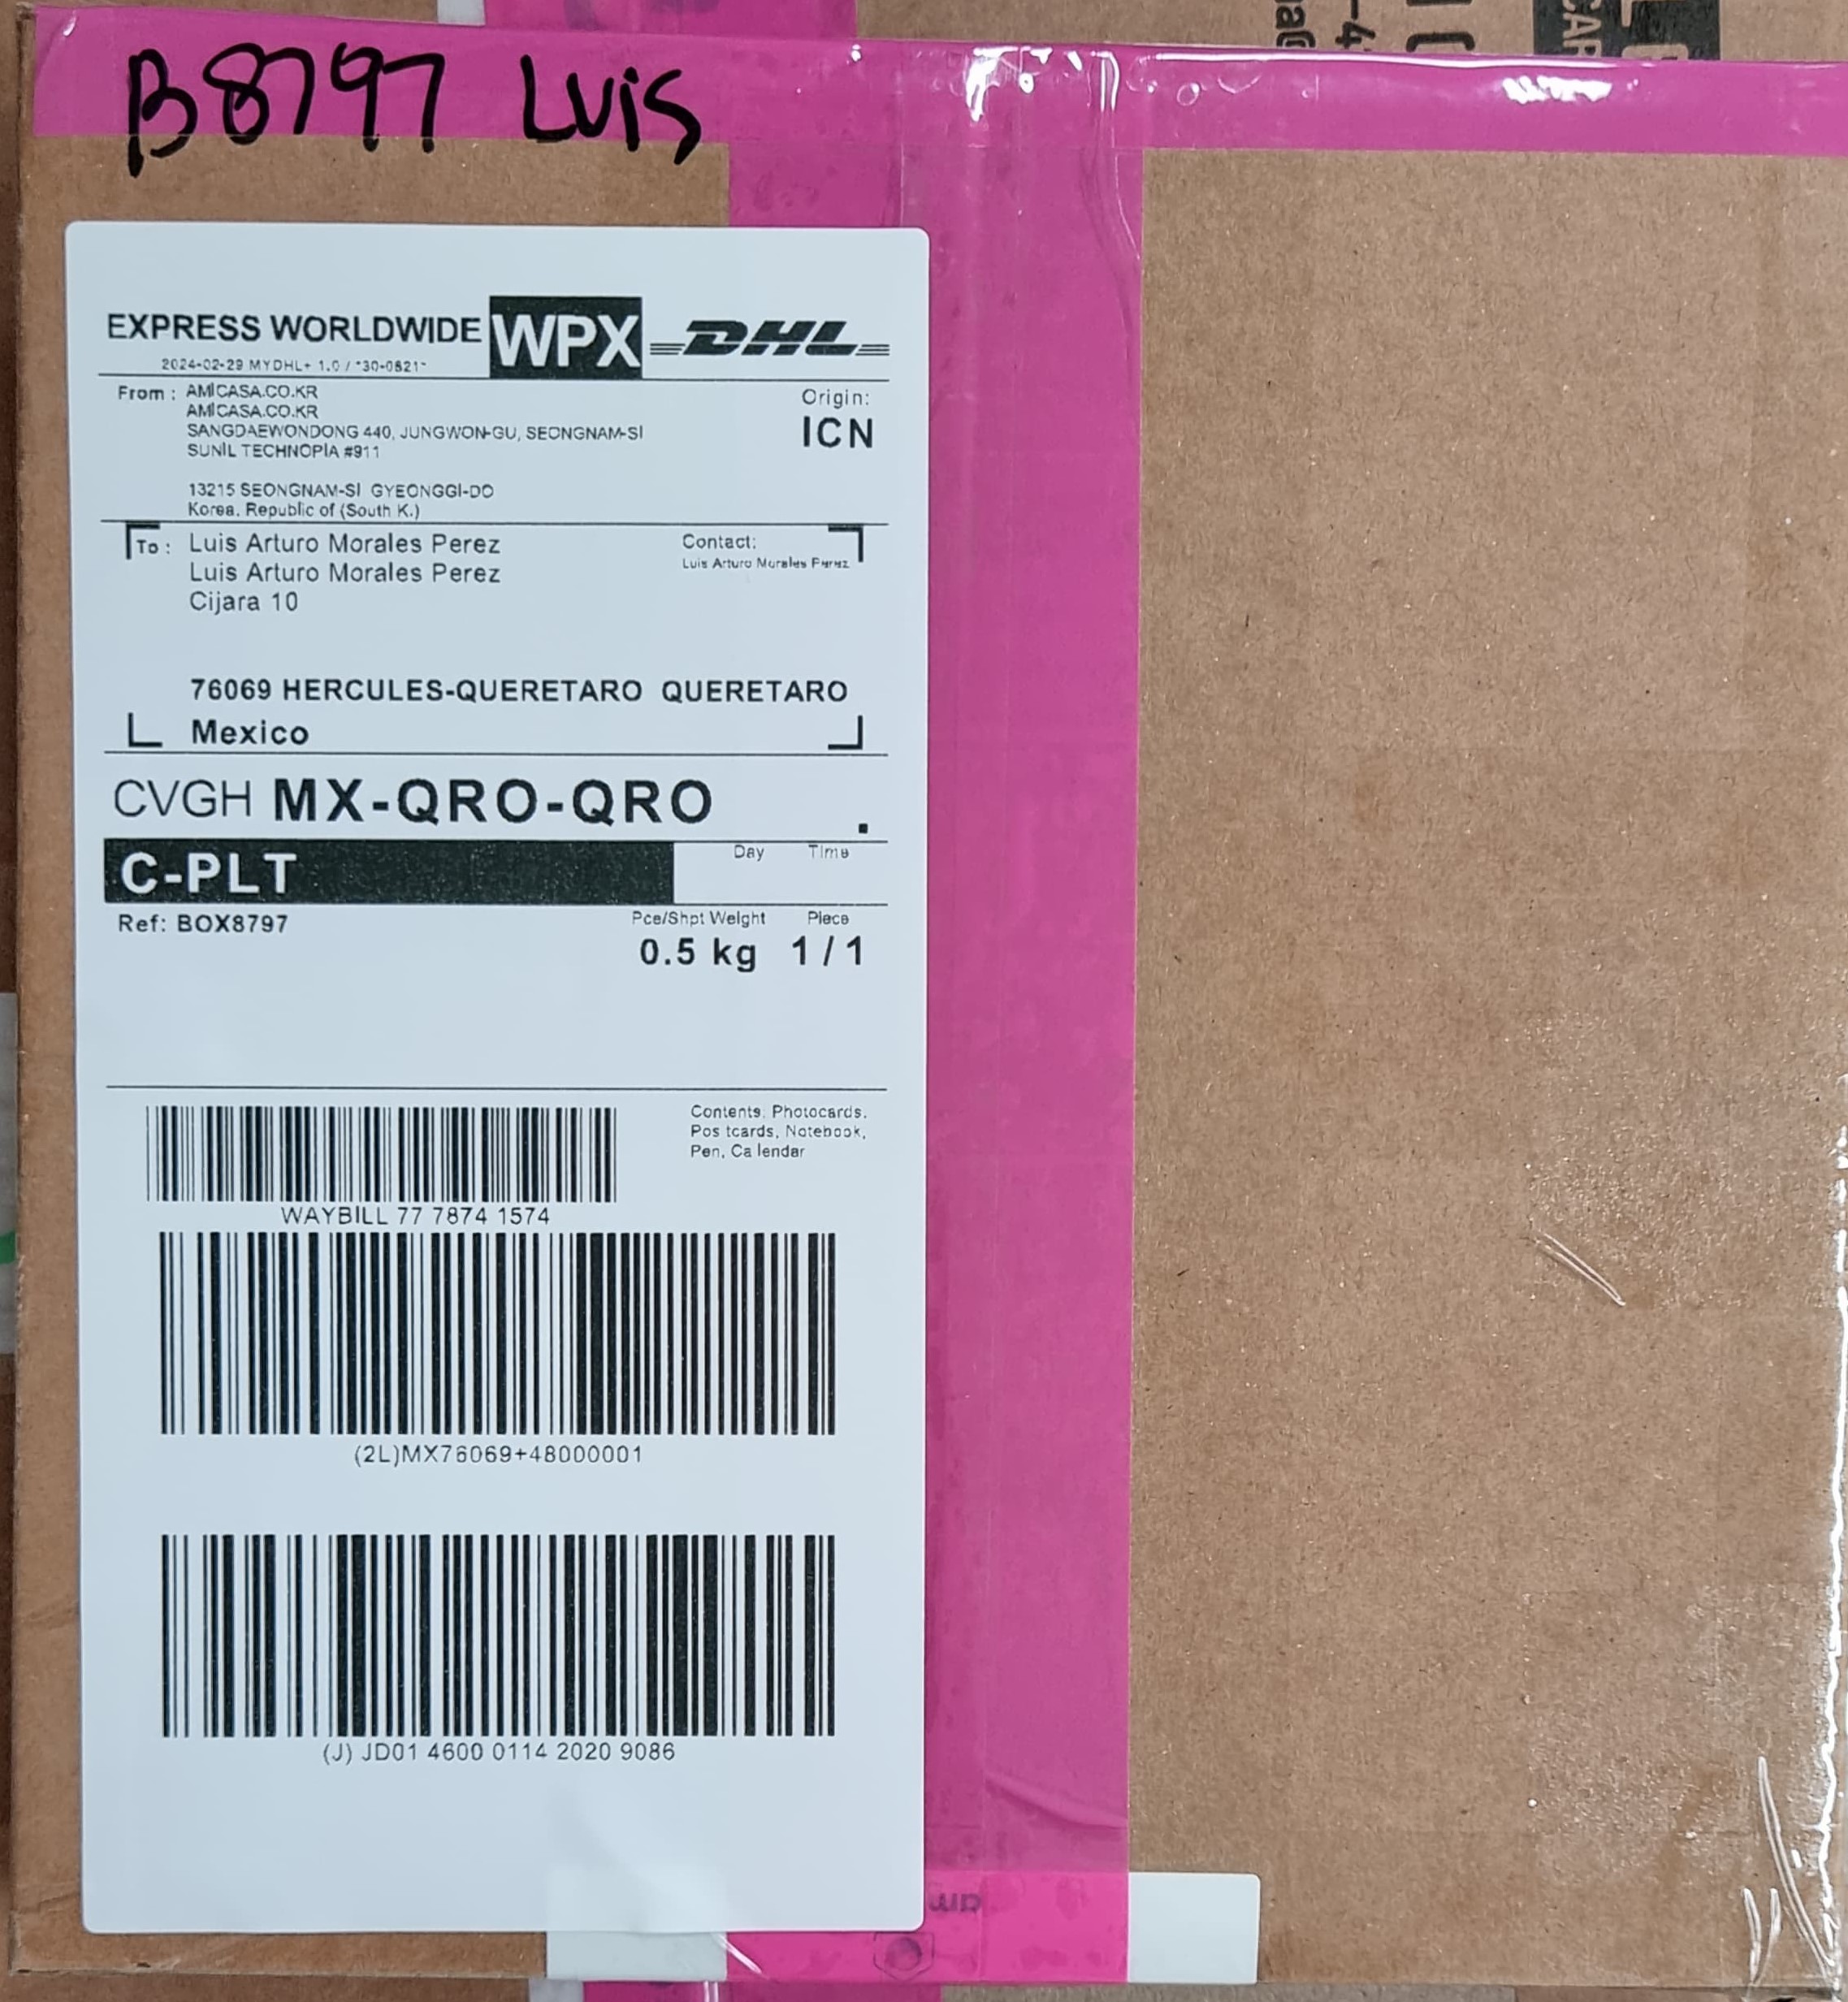 B8797 Luis
EXPRESS WORLDWIDE WPX DHL
2024-02-29 MYDHL+ 1.0 / *30-0821*
From : AMICASA.CO.KR
AMICASA.CO.KR
SANGDAEWONDONG 440, JUNGWON-GU, SEONGNAM-SI
SUNIL TECHNOPIA #911
13215 SEONGNAM-SI GYEONGGI-DO
Korea, Republic of (South K.)
Origin:
ICN
To : Luis Arturo Morales Perez
Luis Arturo Morales Perez
Cijara 10
Contact:
Luis Arturo Morales Perez
76069 HERCULES-QUERETARO QUERETARO
Mexico
CVGH MX-QRO-QRO
C-PLT
Day Time
Ref: BOX8797
Pce/Shpt Weight Piece
0.5 kg 1 / 1
Contents: Photocards,
Pos tcards, Notebook,
Pen, Ca lendar
WAYBILL 77 7874 1574
(2L)MX76069+48000001
(J) JD01 4600 0114 2020 9086